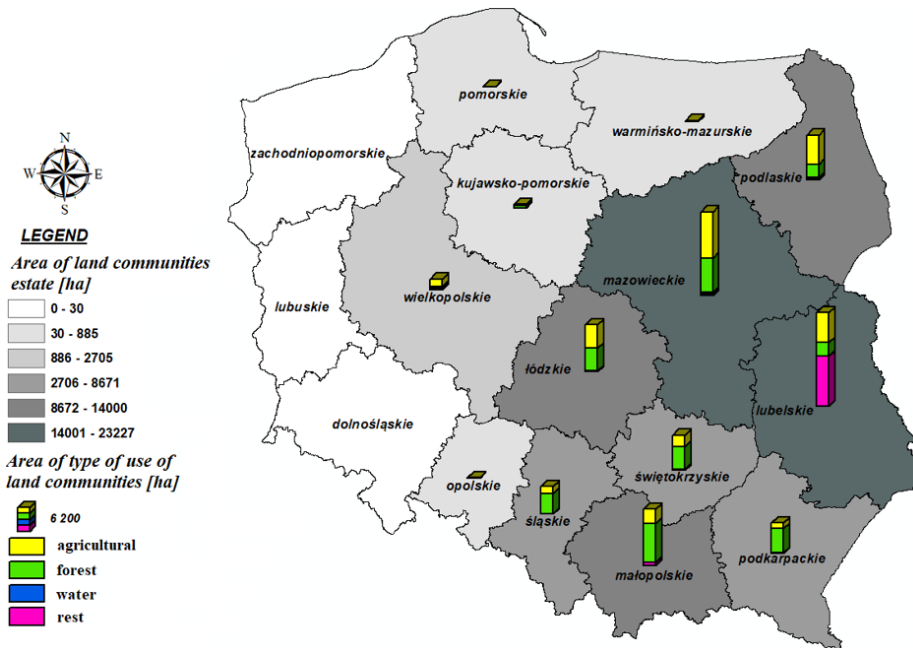 pomorskie
warmińsko-mazurskie
zachodniopomorskie
podlaskie
kujawsko-pomorskie
N
W
E
S
LEGEND
Area of land communities
estate [ha]
0 - 30
30 - 885
886 - 2705
2706 - 8671
8672 - 14000
14001 - 23227
Area of type of use of
land communities [ha]
6 200
agricultural
forest
water
rest
mazowieckie
wielkopolskie
lubuskie
łódzkie
lubelskie
dolnośląskie
świętokrzyskie
opolskie
śląskie
podkarpackie
małopolskie